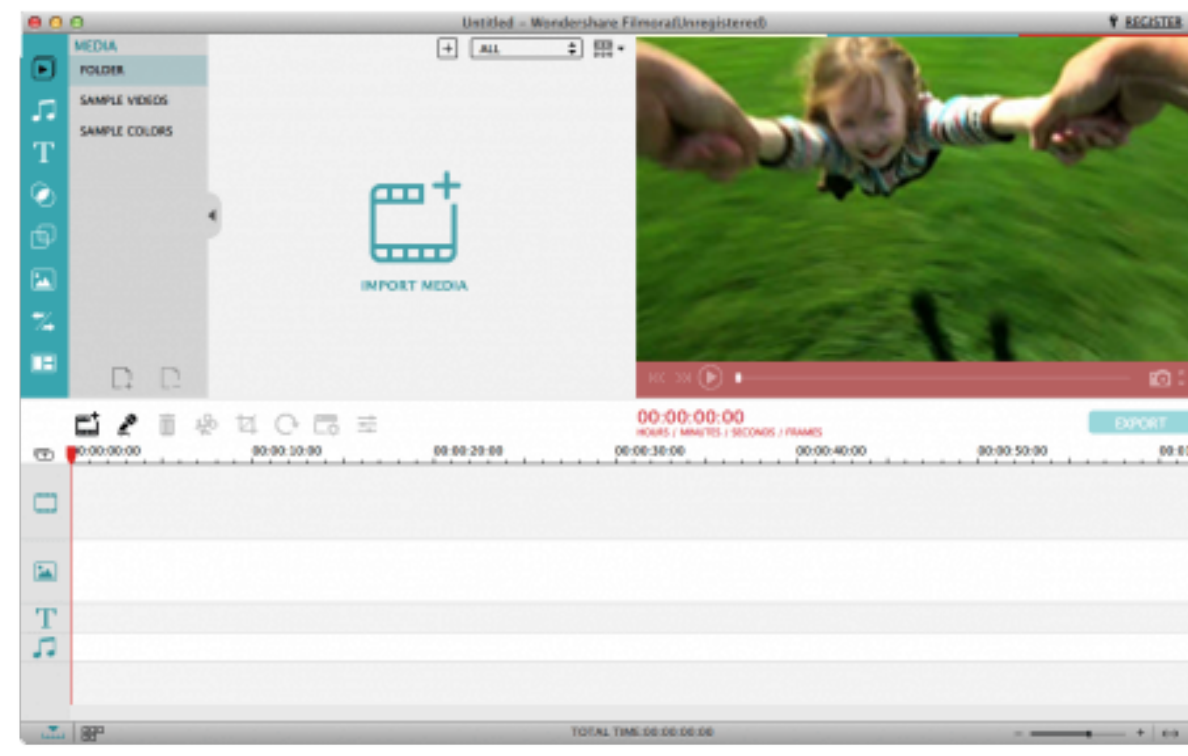 Untitled – Wondershare Filmora(Unregistered)
REGISTER
MEDIA
FOLDER
SAMPLE VIDEOS
SAMPLE COLORS
ALL
IMPORT MEDIA
00:00:00:00
HOURS / MINUTES / SECONDS / FRAMES
EXPORT
00:00:00:00 00:00:10:00 00:00:20:00 00:00:30:00 00:00:40:00 00:00:50:00
T
TOTAL TIME:00:00:00:00